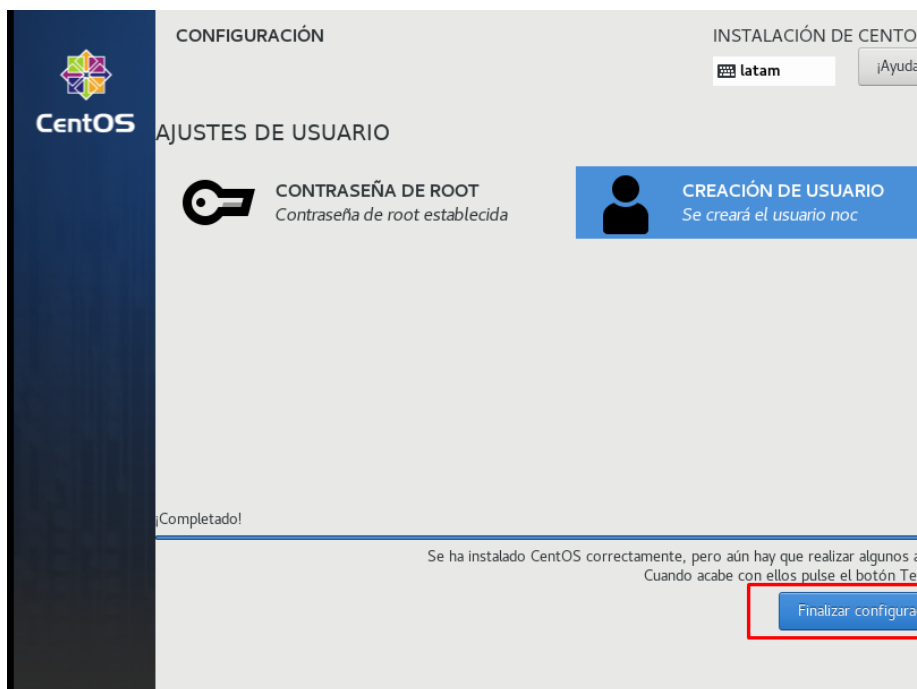 CONFIGURACIÓN
INSTALACIÓN DE CENTO
latam
¡Ayuda
CentOS
AJUSTES DE USUARIO
CONTRASEÑA DE ROOT
Contraseña de root establecida
CREACIÓN DE USUARIO
Se creará el usuario noc
¡Completado!
Se ha instalado CentOS correctamente, pero aún hay que realizar algunos a
Cuando acabe con ellos pulse el botón Te
Finalizar configura